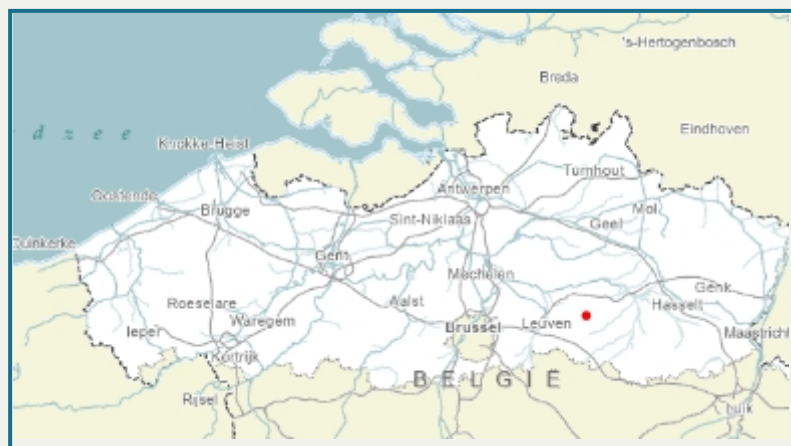 's-Hertogenbosch
Breda
d z e e
Eindhoven
Knokke-Heist
Turnhout
Antwerpen
Oostende
Mol
Brugge
Sint-Niklaas
Geel
Duinkerke
Gent
Mechelen
Genk
Roeselare
Aalst
Hasselt
Waregem
Leuven
Ieper
Brussel
Maastricht
Kortrijk
BELGIË
Rijsel
Luik